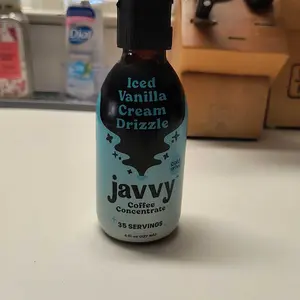 Dial
Iced
Vanilla
Cream
Drizzle
javvy
Coffee
Concentrate
35 SERVINGS